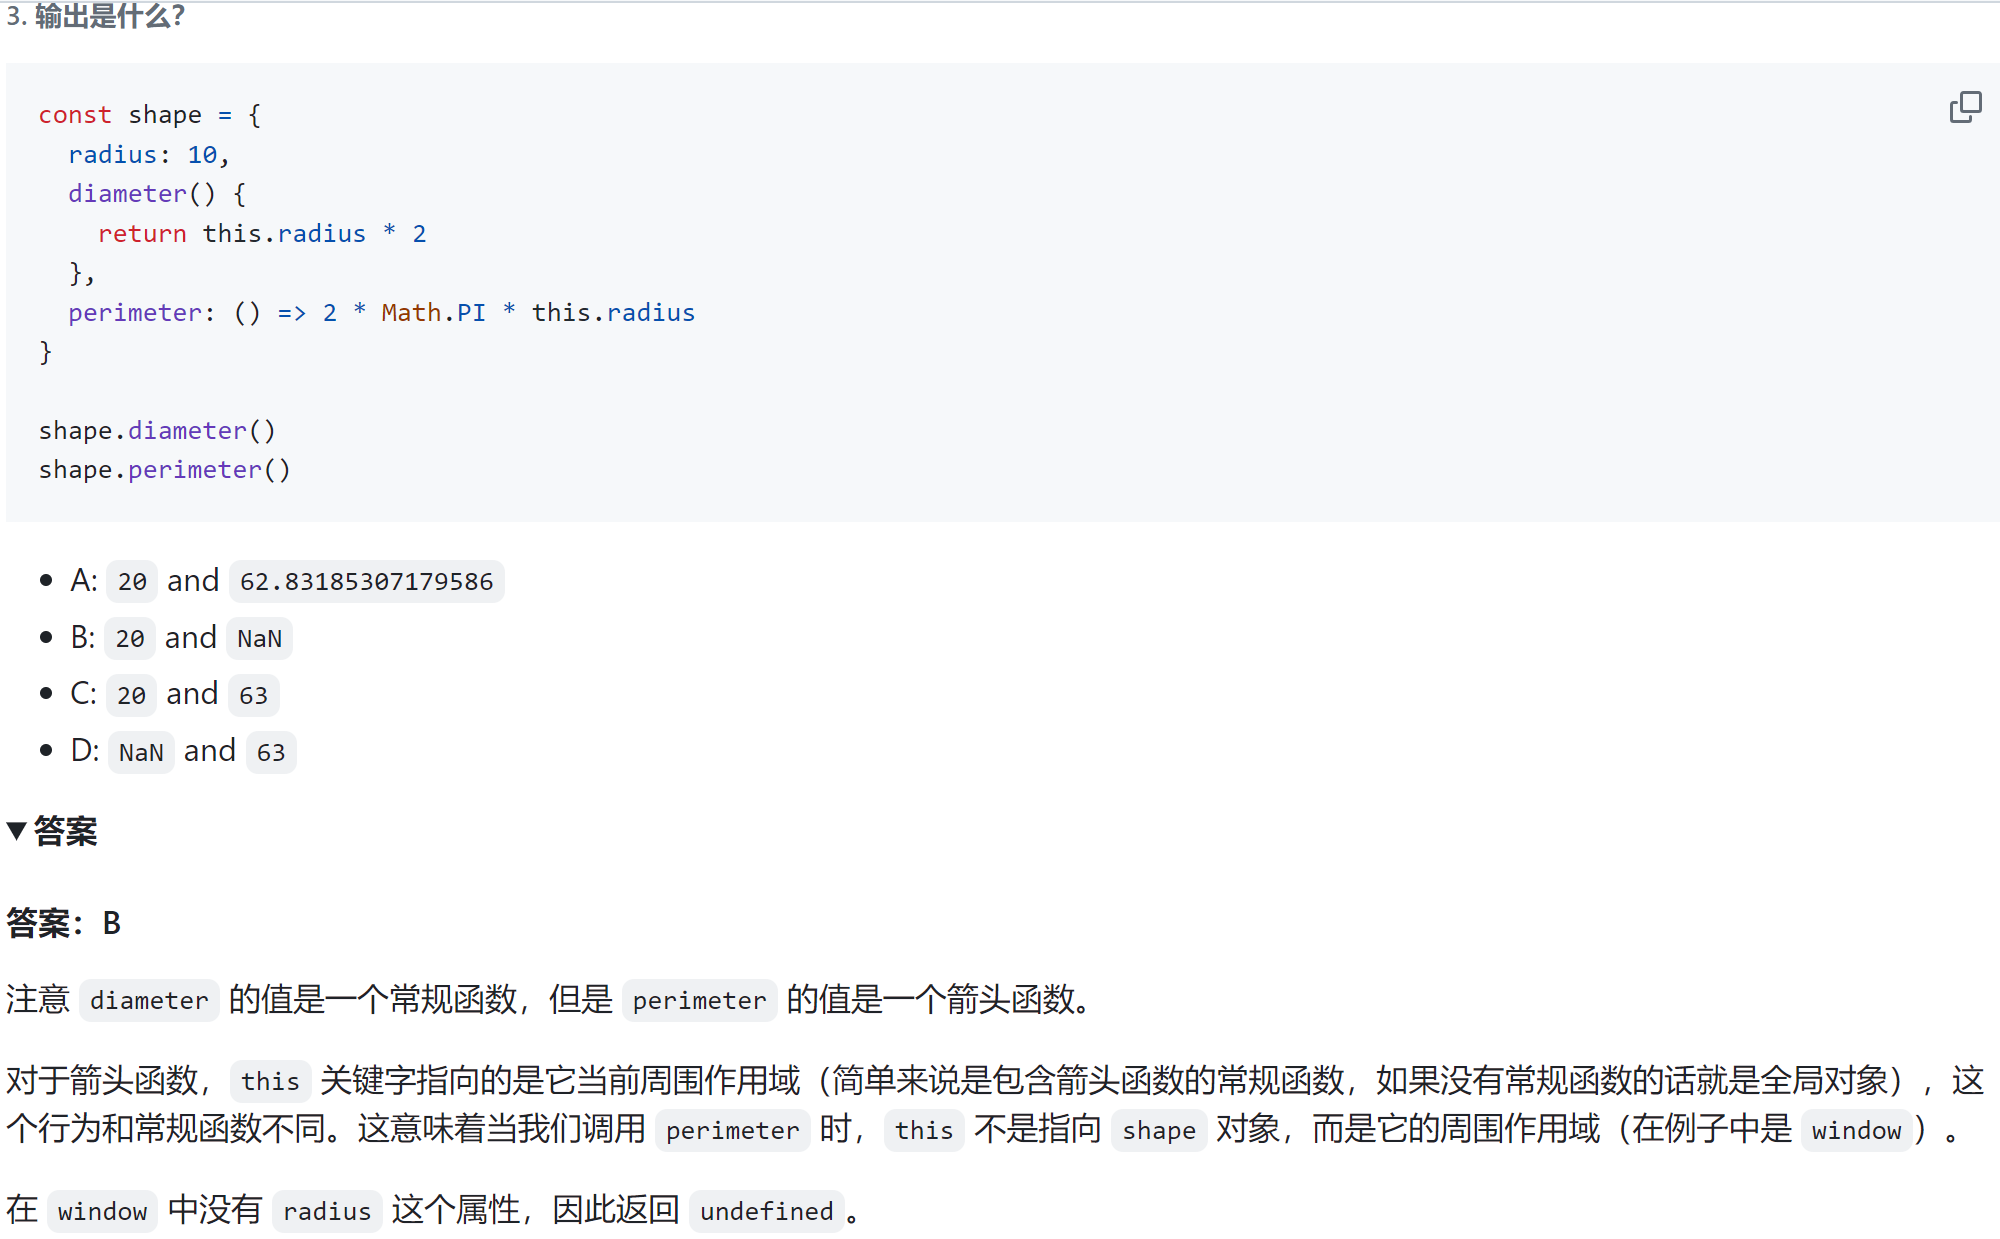 3. 输出是什么？
const shape = {
  radius: 10,
  diameter() {
    return this.radius * 2
  },
  perimeter: () => 2 * Math.PI * this.radius
}
shape.diameter()
shape.perimeter()
A: 20 and 62.83185307179586
B: 20 and NaN
C: 20 and 63
D: NaN and 63
▼ 答案
答案：B
注意 diameter 的值是一个常规函数，但是 perimeter 的值是一个箭头函数。
对于箭头函数，this 关键字指向的是它当前周围作用域（简单来说是包含箭头函数的常规函数，如果没有常规函数的话就是全局对象），这
个行为和常规函数不同。这意味着当我们调用 perimeter 时，this 不是指向 shape 对象，而是它的周围作用域（在例子中是 window）。
在 window 中没有 radius 这个属性，因此返回 undefined。